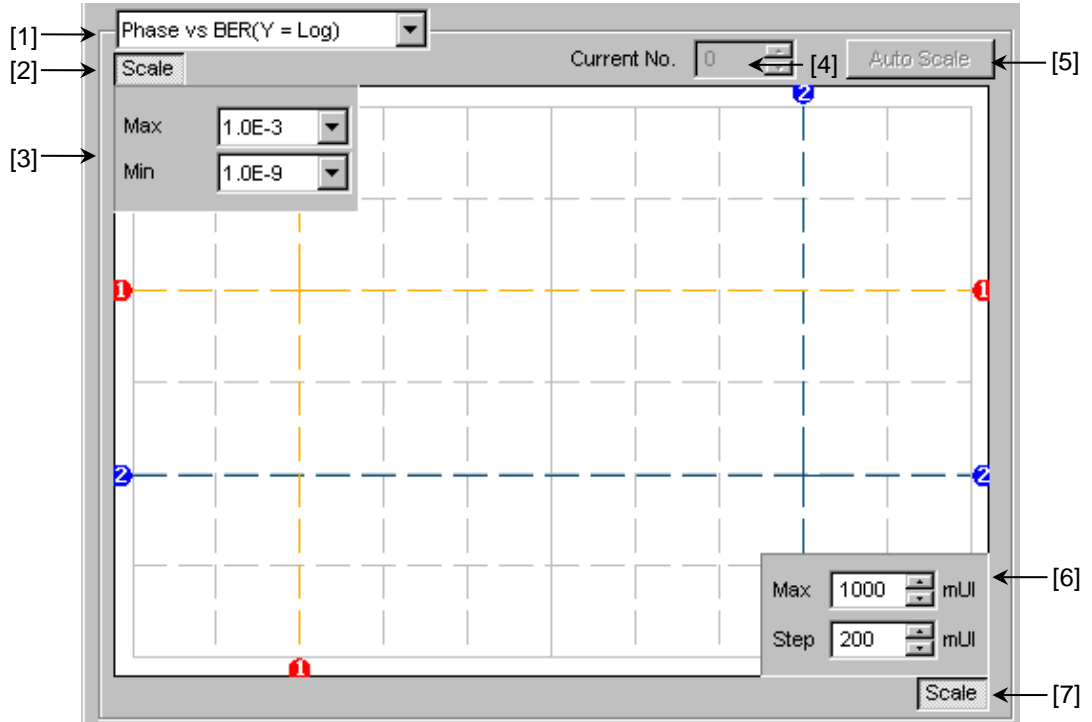 [1] Phase vs BER(Y = Log)
[2] Scale Current No. 0 [4] Auto Scale [5]
2
[3] Max 1.0E-3
Min 1.0E-9
1 1
2 2
Max 1000 mUI [6]
Step 200 mUI
1
Scale [7]